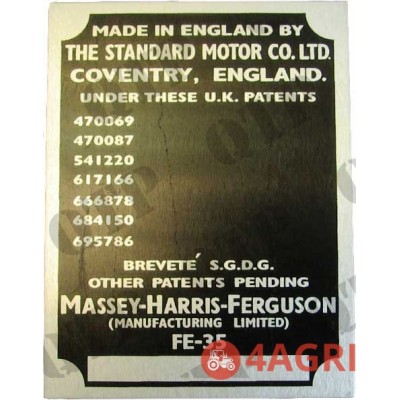 MADE IN ENGLAND BY
THE STANDARD MOTOR CO. LTD.
COVENTRY, ENGLAND.
UNDER THESE U.K. PATENTS
470069
470087
541220
617166
666878
684150
695786
BREVETÉ S.G.D.G.
OTHER PATENTS PENDING
MASSEY-HARRIS-FERGUSON
(MANUFACTURING LIMITED)
FE-35
4AGRI